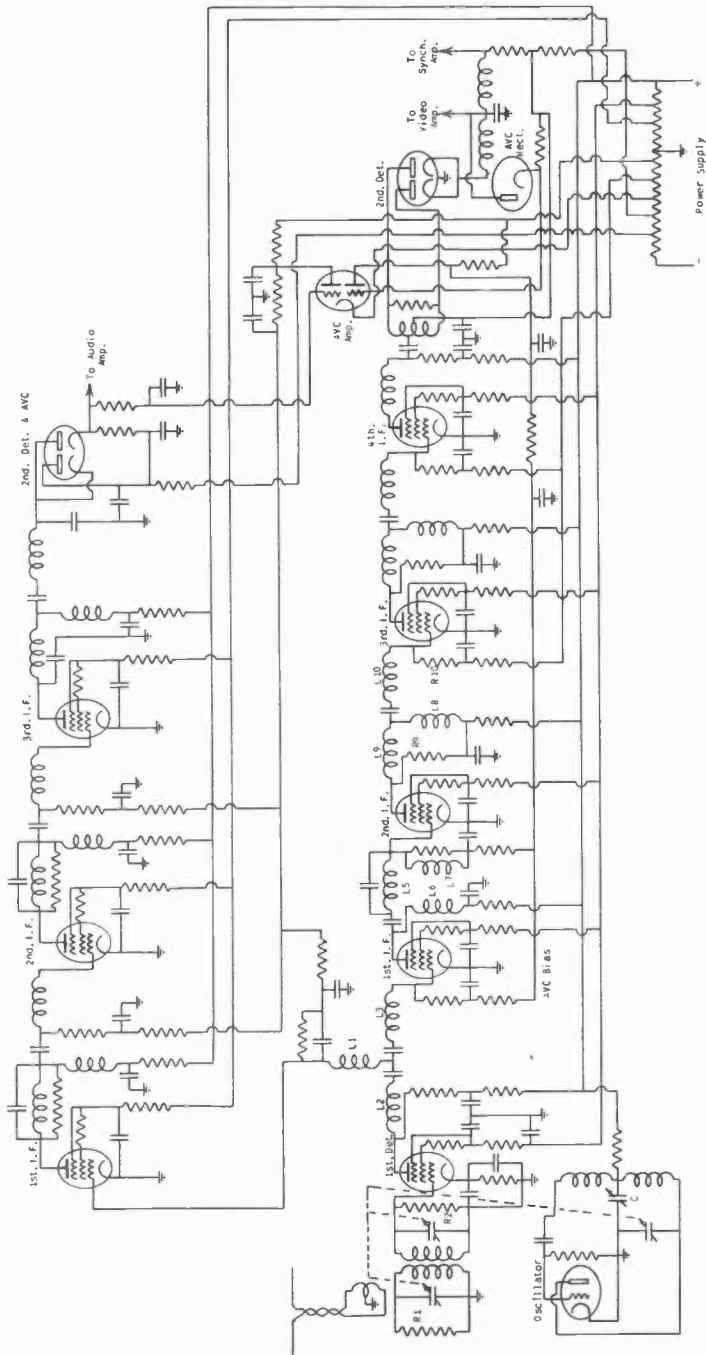 2nd. Det. & AVC
To Audio
Amp.
3rd. I.F.
2nd. I.F.
1st. I.F.
AVC
Amp.
2nd. Det.
To
video
Amp.
To
Synch.
Amp.
AVC
Rect.
4th.
I.F.
3rd. I.F.
L10
R10
L9
R9
L8
2nd. I.F.
L5
L6
L7
1st. I.F.
AVC Bias
L3
L1
L2
1st. Det.
R2
R1
C
Oscillator
+
-
Power Supply